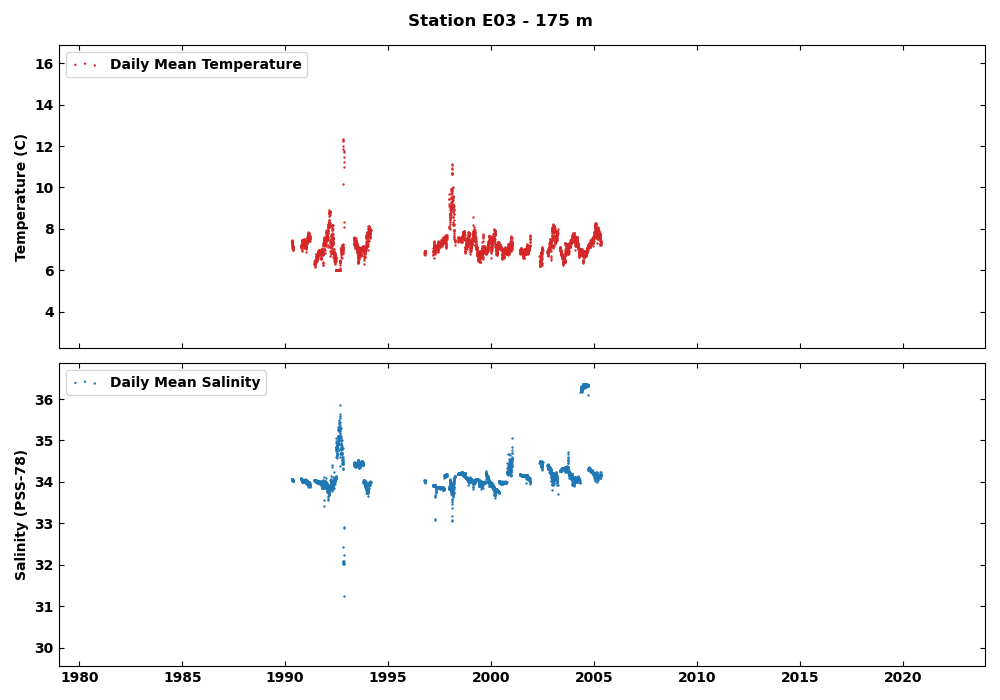 Station E03 - 175 m
Daily Mean Temperature
16
14
12
10
8
6
4
Temperature (C)
Daily Mean Salinity
36
35
34
33
32
31
30
Salinity (PSS-78)
1980 1985 1990 1995 2000 2005 2010 2015 2020